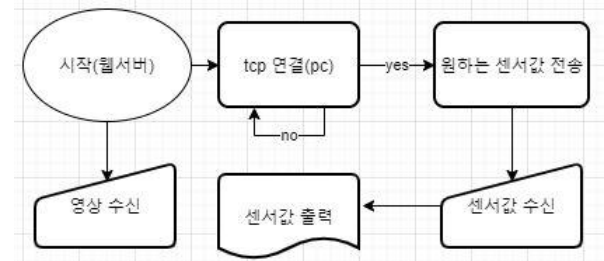 시작(웹서버)
tcp 연결(pc)
yes
원하는 센서값 전송
no
영상 수신
센서값 출력
센서값 수신